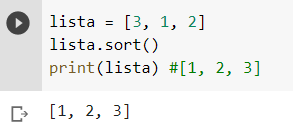 lista = [3, 1, 2]
lista.sort()
print(lista) #[1, 2, 3]
[1, 2, 3]